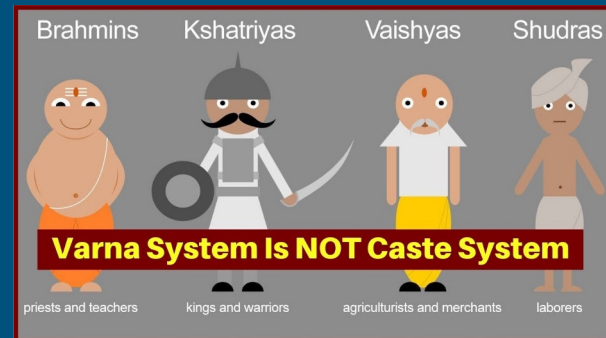 Brahmins Kshatriyas Vaishyas Shudras
Varna System Is NOT Caste System
priests and teachers kings and warriors agriculturists and merchants laborers